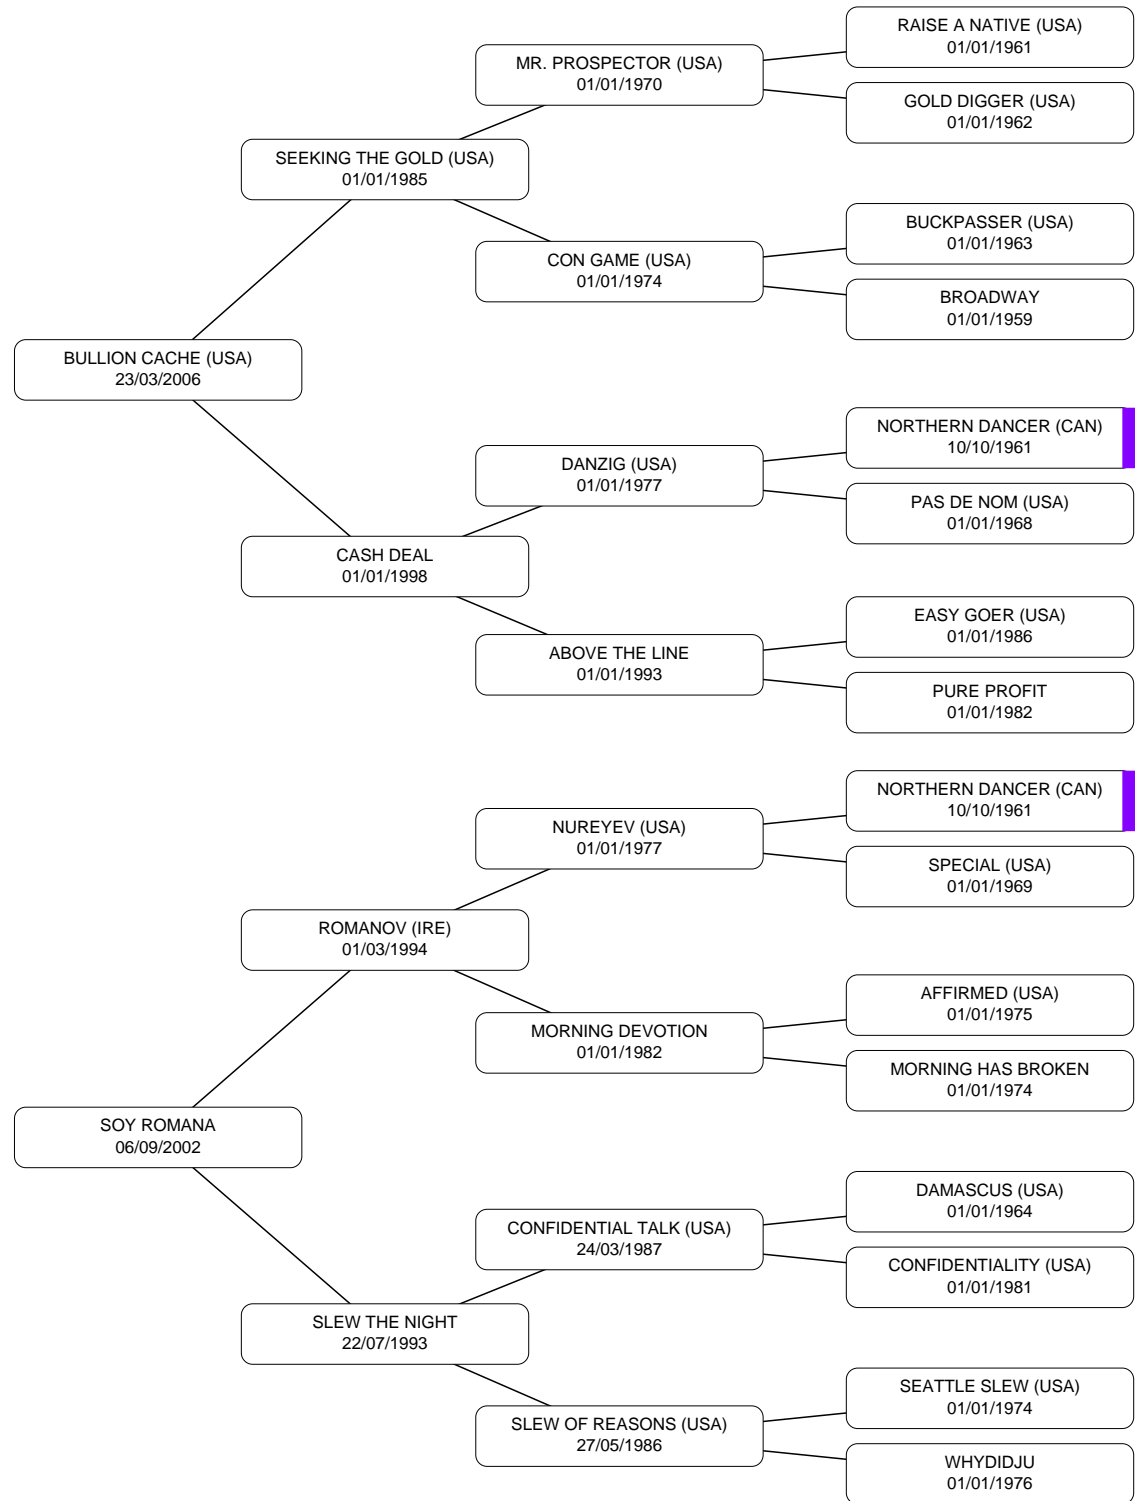 RAISE A NATIVE (USA)
01/01/1961
MR. PROSPECTOR (USA)
01/01/1970
GOLD DIGGER (USA)
01/01/1962
SEEKING THE GOLD (USA)
01/01/1985
BUCKPASSER (USA)
01/01/1963
CON GAME (USA)
01/01/1974
BROADWAY
01/01/1959
BULLION CACHE (USA)
23/03/2006
NORTHERN DANCER (CAN)
10/10/1961
DANZIG (USA)
01/01/1977
PAS DE NOM (USA)
01/01/1968
CASH DEAL
01/01/1998
EASY GOER (USA)
01/01/1986
ABOVE THE LINE
01/01/1993
PURE PROFIT
01/01/1982
NORTHERN DANCER (CAN)
10/10/1961
NUREYEV (USA)
01/01/1977
SPECIAL (USA)
01/01/1969
ROMANOV (IRE)
01/03/1994
AFFIRMED (USA)
01/01/1975
MORNING DEVOTION
01/01/1982
MORNING HAS BROKEN
01/01/1974
SOY ROMANA
06/09/2002
DAMASCUS (USA)
01/01/1964
CONFIDENTIAL TALK (USA)
24/03/1987
CONFIDENTIALITY (USA)
01/01/1981
SLEW THE NIGHT
22/07/1993
SEATTLE SLEW (USA)
01/01/1974
SLEW OF REASONS (USA)
27/05/1986
WHYDIDJU
01/01/1976